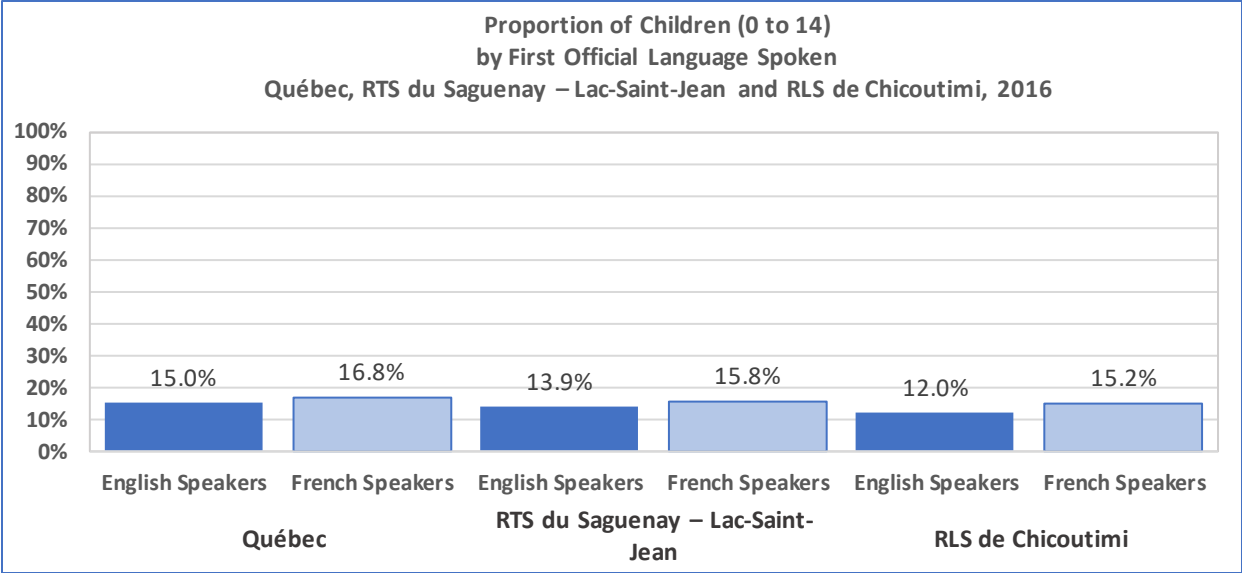 Proportion of Children (0 to 14)
by First Official Language Spoken
Québec, RTS du Saguenay – Lac-Saint-Jean and RLS de Chicoutimi, 2016
100%
90%
80%
70%
60%
50%
40%
30%
20%
10%
0%
15.0%
16.8%
13.9%
15.8%
12.0%
15.2%
English Speakers
French Speakers
English Speakers
French Speakers
English Speakers
French Speakers
Québec
RTS du Saguenay – Lac-Saint-
Jean
RLS de Chicoutimi